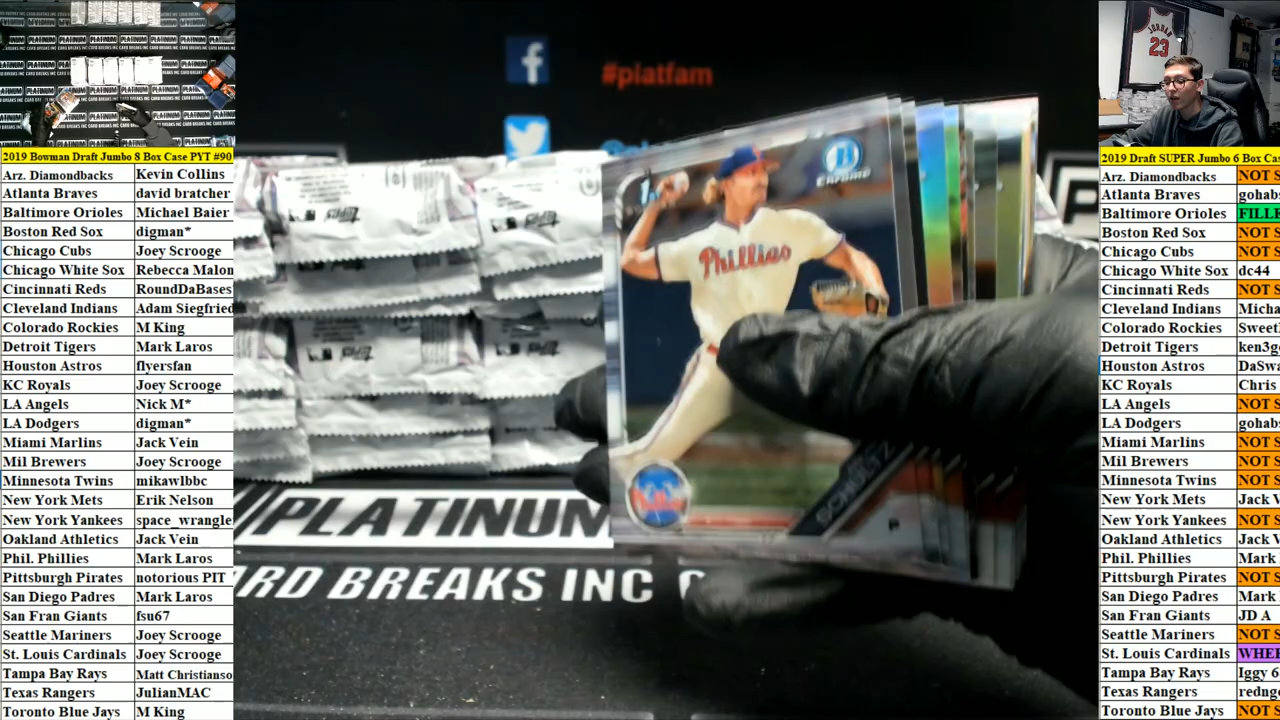 #platfam
JORDAN
23
1st
B
CHROME
Phillies
PLATINUM
CARD BREAKS INC C
2019 Bowman Draft Jumbo 8 Box Case PYT #90
Arz. Diamondbacks Kevin Collins
Atlanta Braves david bratcher
Baltimore Orioles Michael Baier
Boston Red Sox digman*
Chicago Cubs Joey Scrooge
Chicago White Sox Rebecca Malon
Cincinnati Reds RoundDaBases
Cleveland Indians Adam Siegfried
Colorado Rockies M King
Detroit Tigers Mark Laros
Houston Astros flyersfan
KC Royals Joey Scrooge
LA Angels Nick M*
LA Dodgers digman*
Miami Marlins Jack Vein
Mil Brewers Joey Scrooge
Minnesota Twins mikawlbbc
New York Mets Erik Nelson
New York Yankees space_wrangle
Oakland Athletics Jack Vein
Phil. Phillies Mark Laros
Pittsburgh Pirates notorious PIT
San Diego Padres Mark Laros
San Fran Giants fsu67
Seattle Mariners Joey Scrooge
St. Louis Cardinals Joey Scrooge
Tampa Bay Rays Matt Christianso
Texas Rangers JulianMAC
Toronto Blue Jays M King
2019 Draft SUPER Jumbo 6 Box Cas
Arz. Diamondbacks NOT S
Atlanta Braves gohabs
Baltimore Orioles FILLE
Boston Red Sox NOT S
Chicago Cubs NOT S
Chicago White Sox dc44
Cincinnati Reds NOT S
Cleveland Indians Micha
Colorado Rockies Sweet
Detroit Tigers ken3g
Houston Astros DaSwa
KC Royals Chris
LA Angels NOT S
LA Dodgers gohab
Miami Marlins NOT S
Mil Brewers NOT S
Minnesota Twins NOT S
New York Mets Jack V
New York Yankees NOT S
Oakland Athletics Jack V
Phil. Phillies Mark
Pittsburgh Pirates NOT S
San Diego Padres Mark
San Fran Giants JD A
Seattle Mariners NOT S
St. Louis Cardinals WHEE
Tampa Bay Rays Iggy 6
Texas Rangers rednge
Toronto Blue Jays NOT S